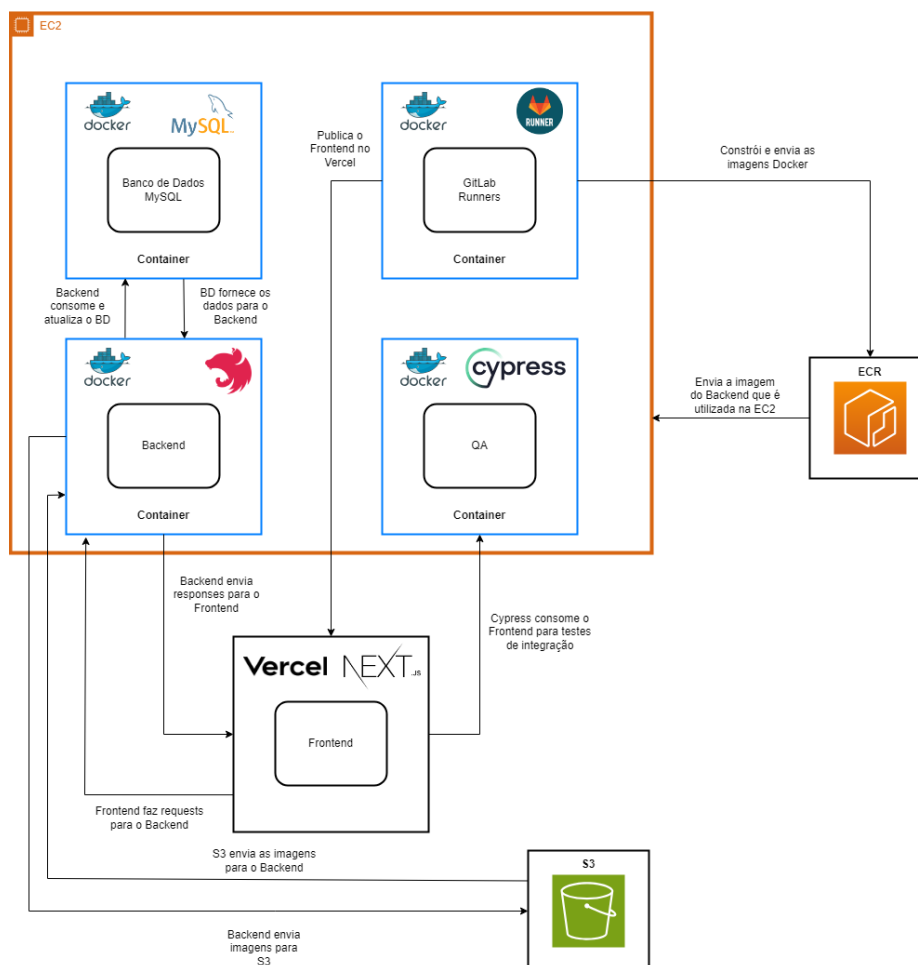 EC2
docker
MySQL
Banco de Dados
MySQL
Container
Publica o
Frontend no
Vercel
docker
RUNNER
GitLab
Runners
Container
Constrói e envia as
imagens Docker
Backend
consome e
atualiza o BD
BD fornece os
dados para o
Backend
docker
Backend
Container
docker
cypress
QA
Container
Envia a imagem
do Backend que é
utilizada na EC2
ECR
Backend envia
responses para o
Frontend
Cypress consome o
Frontend para testes
de integração
Vercel
NEXT.JS
Frontend
Frontend faz requests
para o Backend
S3 envia as imagens
para o Backend
S3
Backend envia
imagens para
S3